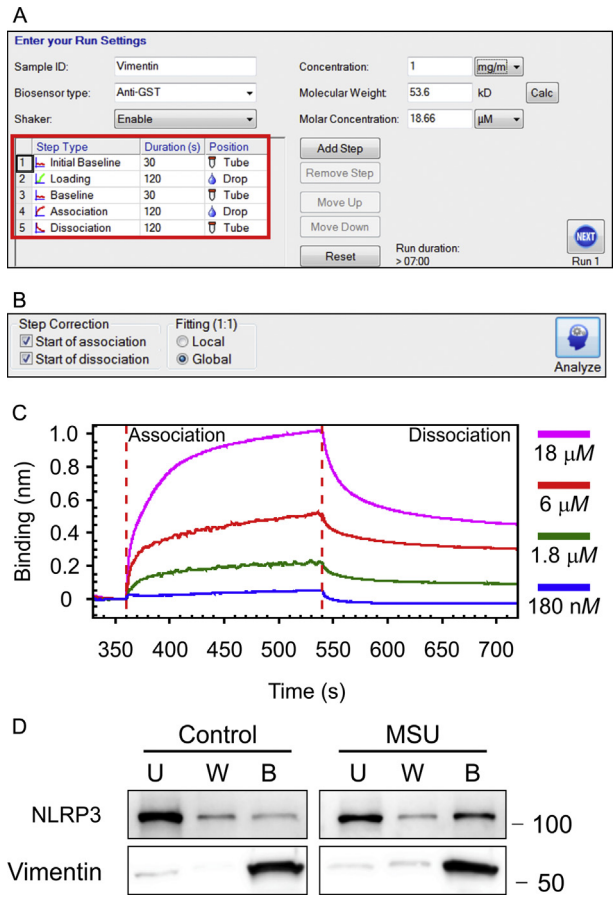 A
Enter your Run Settings
Sample ID: Vimentin Concentration: 1 mg/m
Biosensor type: Anti-GST Molecular Weight: 53.6 kD Calc
Shaker: Enable Molar Concentration: 18.66 µM
Step Type Duration (s) Position
1 Initial Baseline 30 Tube
2 Loading 120 Drop
3 Baseline 30 Tube
4 Association 120 Drop
5 Dissociation 120 Tube
Add Step
Remove Step
Move Up
Move Down
Reset
Run duration:
> 07:00
NEXT
Run 1
B
Step Correction
Start of association
Start of dissociation
Fitting (1:1)
Local
Global
Analyze
C
Association Dissociation
Binding (nm)
1.0
0.8
0.6
0.4
0.2
0
350 400 450 500 550 600 650 700
Time (s)
18 µM
6 µM
1.8 µM
180 nM
D
Control MSU
U W B U W B
NLRP3 – 100
Vimentin – 50